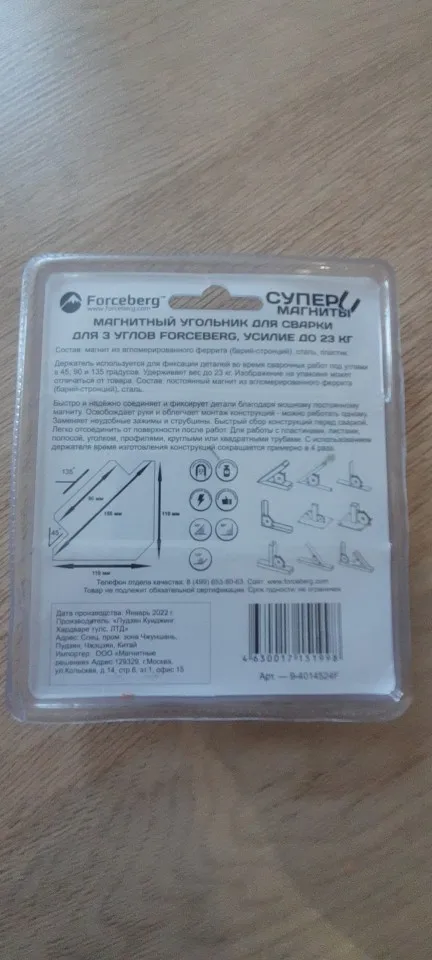 Forceberg™
www.forceberg.com
СУПЕР
МАГНИТЫ
МАГНИТНЫЙ УГОЛЬНИК ДЛЯ СВАРКИ
ДЛЯ 3 УГЛОВ FORCEBERG, УСИЛИЕ ДО 23 КГ
Состав: магнит из агломерированного феррита (барий-стронций), сталь, пластик.
Держатель используется для фиксации деталей во время сварочных работ под углами
в 45, 90 и 135 градусов. Удерживает вес до 23 кг. Изображение на упаковке может
отличаться от товара. Состав: постоянный магнит из агломерированного феррита
(барий-стронций), сталь.
Быстро и надёжно соединяет и фиксирует детали благодаря мощному постоянному
магниту. Освобождает руки и облегчает монтаж конструкций - можно работать одному.
Заменяет неудобные зажимы и струбцины. Быстрый сбор конструкций перед сваркой.
Легко отсоединить от поверхности после работ. Для работы с пластинами, листами,
полосой, уголком, профилями, круглыми или квадратными трубами. С использованием
держателя время изготовления конструкций сокращается примерно в 4 раза.
135°
45°
110 мм
110 мм
Телефон отдела качества: 8 (499) 653-80-63. Сайт: www.forceberg.com
Товар не подлежит обязательной сертификации. Срок годности не ограничен.
Дата производства: Январь 2022 г.
Производитель: «Пудзян Хуиджин
Хардваре тулс. ЛТД»
Адрес: Спец. пром. зона Чжуншань,
Пудзян, Чжэцзян, Китай
Импортер: ООО «Магнитные
решения» Адрес 129329, г.Москва,
ул.Кольская, д.14, стр.6, эт.1, офис 15
4630017131998
Арт. — 9-4014524F